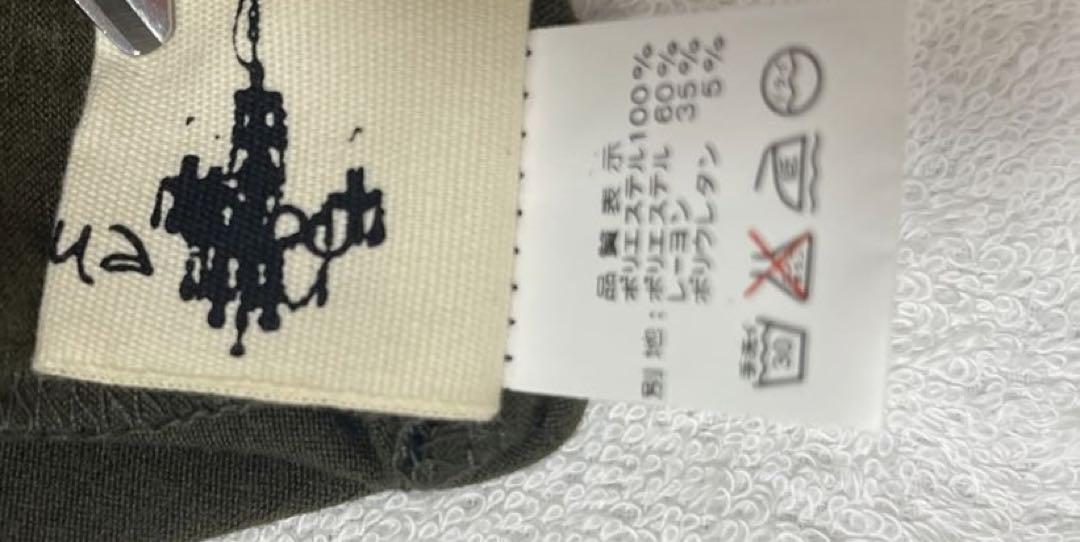 品質表示
ポリエステル100%
別地:ポリエステル 60%
レーヨン 35%
ポリウレタン 5%
手洗イ
30